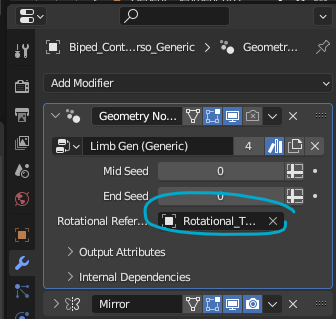 Biped_Cont...rso_Generic > Geometr...
Add Modifier
Geometry No...
Limb Gen (Generic) 4
Mid Seed 0
End Seed 0
Rotational Refer... Rotational_T...
Output Attributes
Internal Dependencies
Mirror